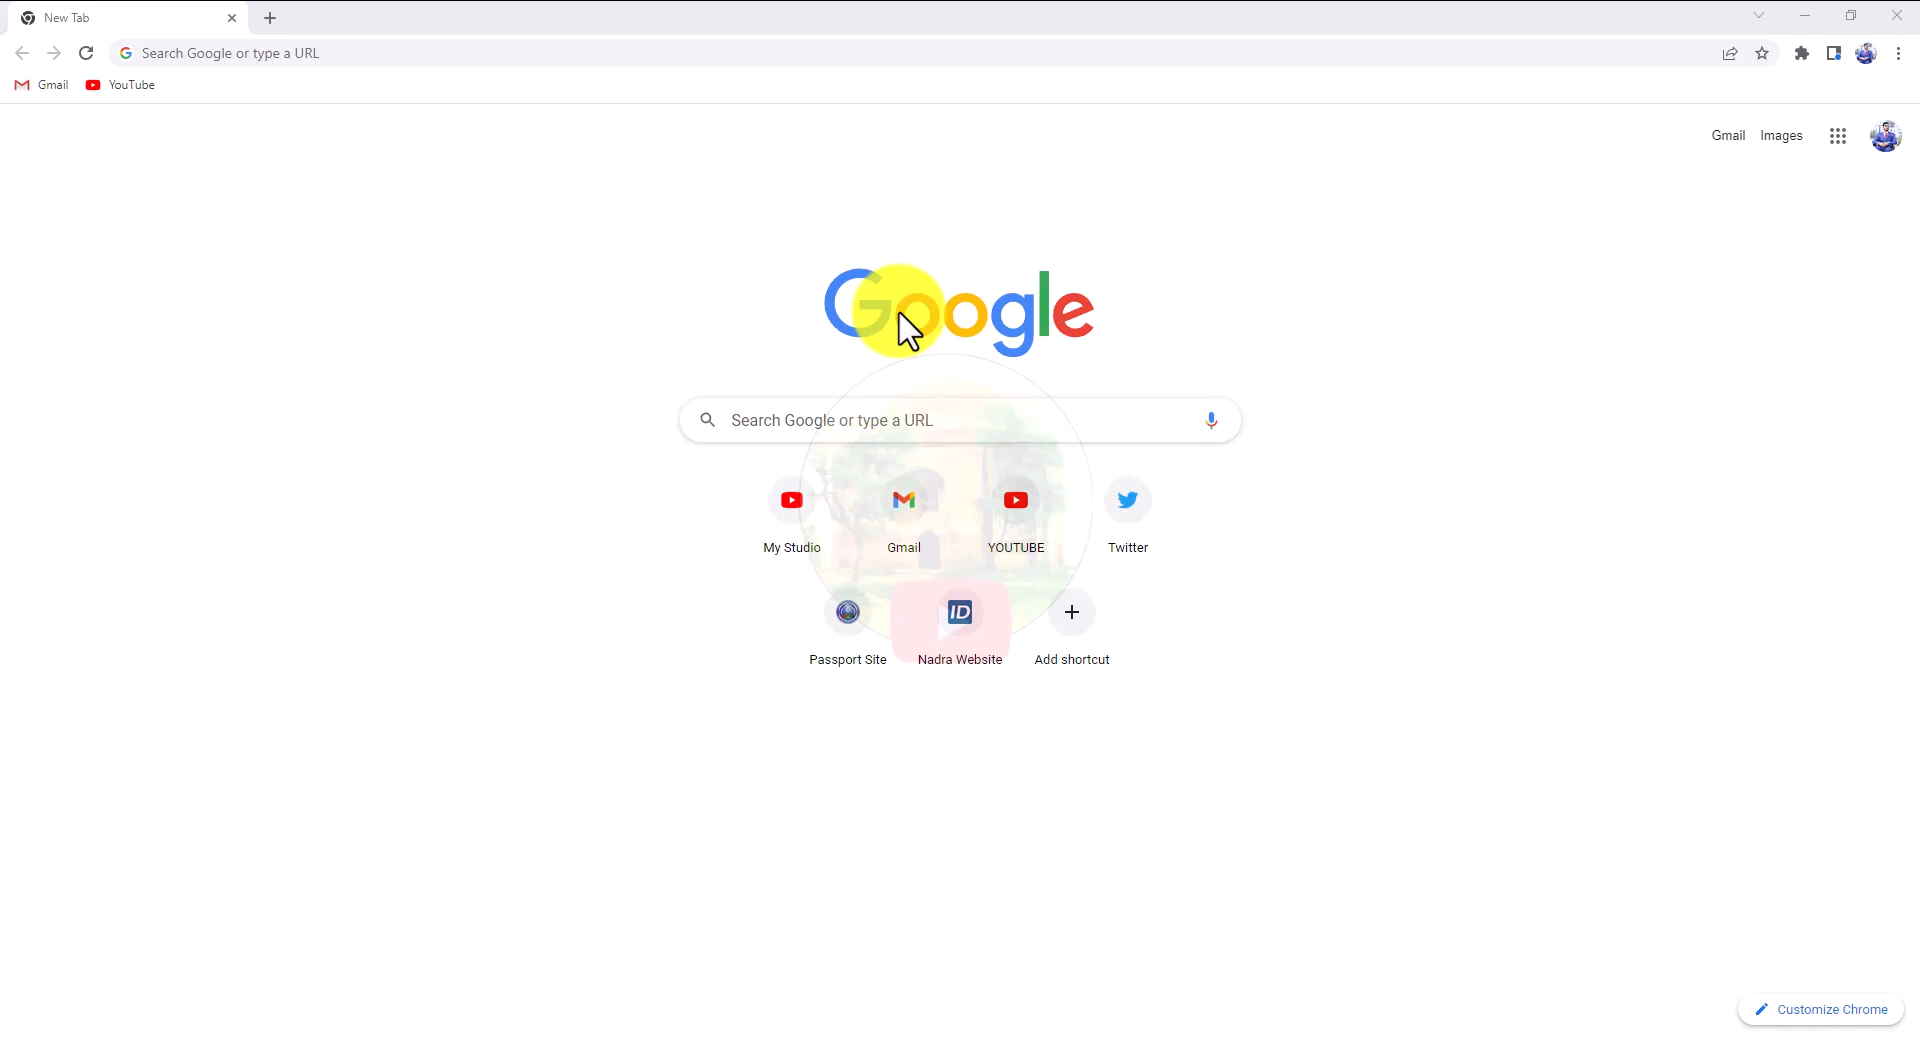 New Tab
Search Google or type a URL
Gmail YouTube
Gmail Images
Google
Search Google or type a URL
My Studio Gmail YOUTUBE Twitter
ID
Passport Site Nadra Website Add shortcut
Customize Chrome